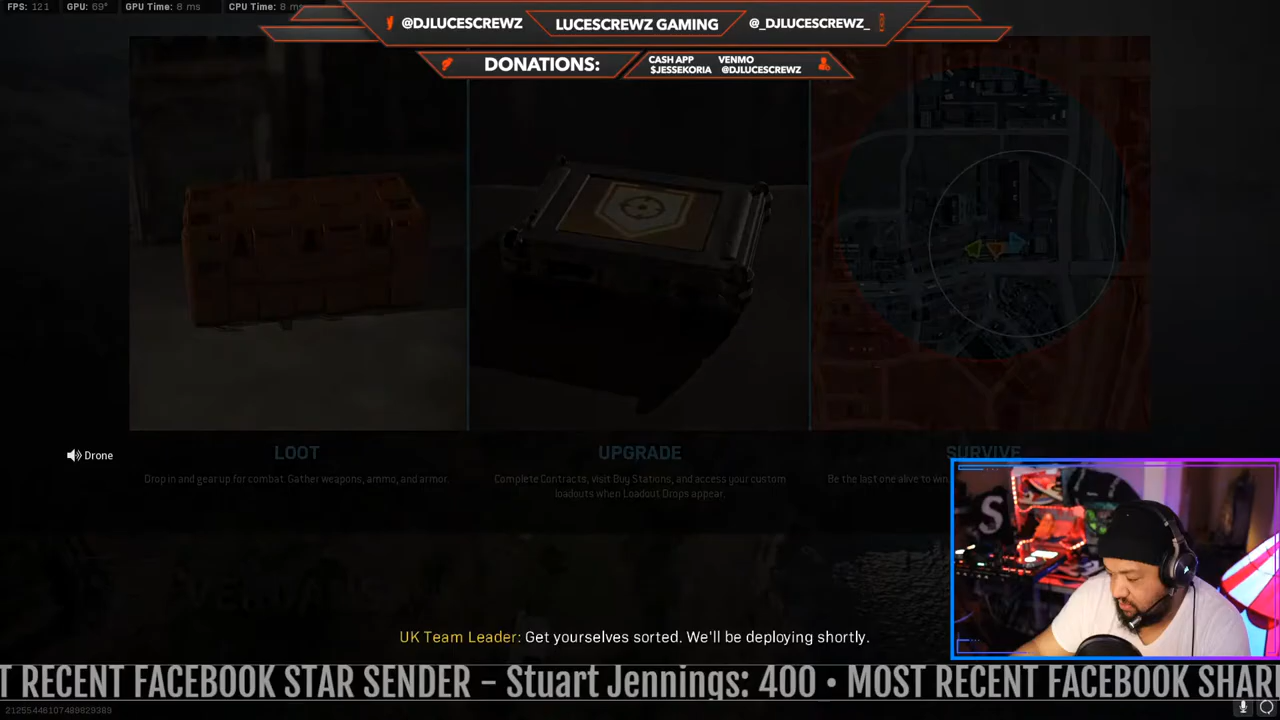 FPS: 121 GPU: 69° GPU Time: 8 ms CPU Time: 8 ms
@DJLUCESCREWZ LUCESCREWZ GAMING @_DJLUCESCREWZ_
DONATIONS: CASH APP VENMO
$JESSEKORIA @DJLUCESCREWZ
LOOT UPGRADE SURVIVE
Drone
Drop in and gear up for combat. Gather weapons, ammo, and armor.
Complete Contracts, visit Buy Stations, and access your custom
loadouts when Loadout Drops appear.
Be the last one alive to win
UK Team Leader: Get yourselves sorted. We'll be deploying shortly.
T RECENT FACEBOOK STAR SENDER - Stuart Jennings: 400 • MOST RECENT FACEBOOK SHARI